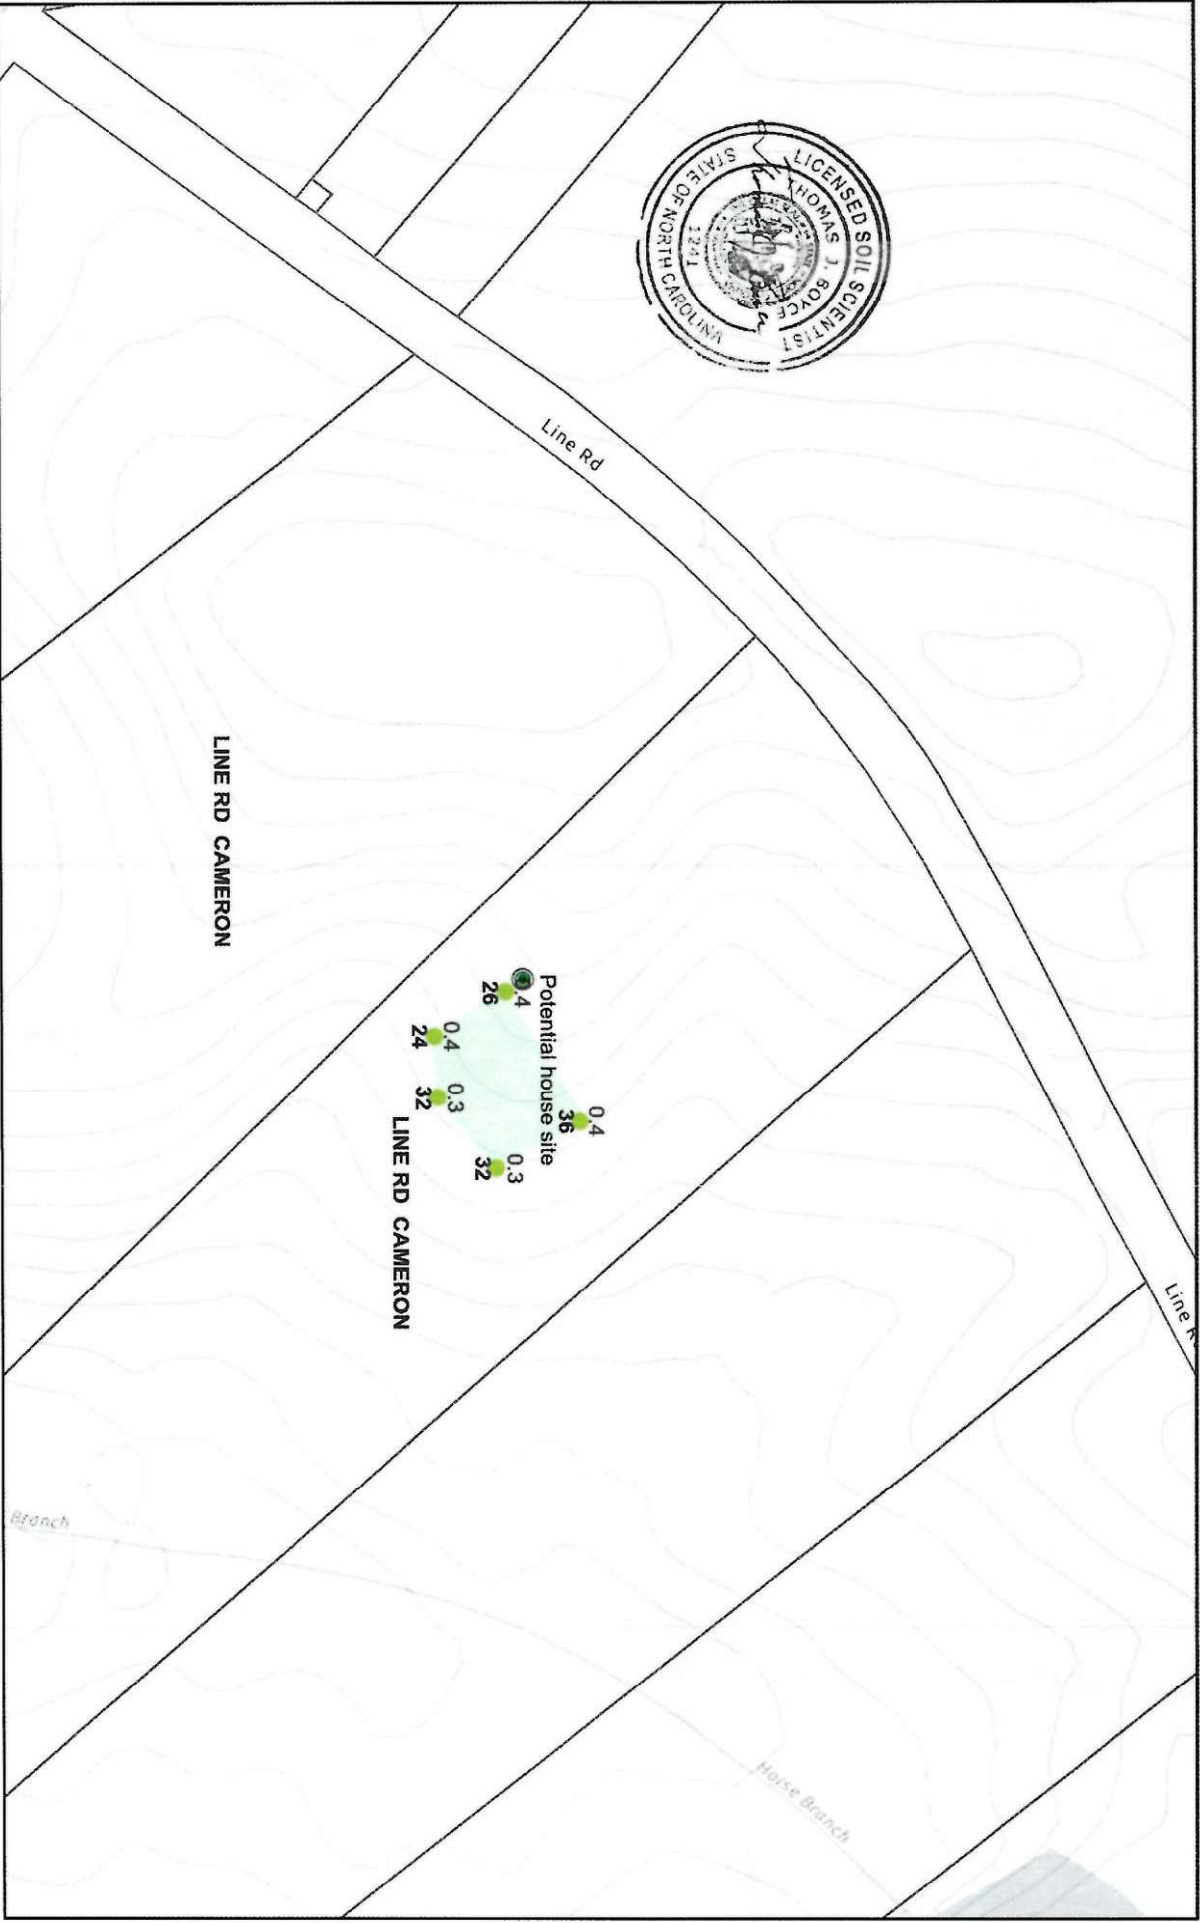 LICENSED SOIL SCIENTIST
THOMAS J. BOYCE
1241
STATE OF NORTH CAROLINA
Line Rd
Line R
LINE RD CAMERON
Potential house site
.4
26
0.4
24
0.3
32
0.4
36
0.3
32
LINE RD CAMERON
Branch
Horse Branch